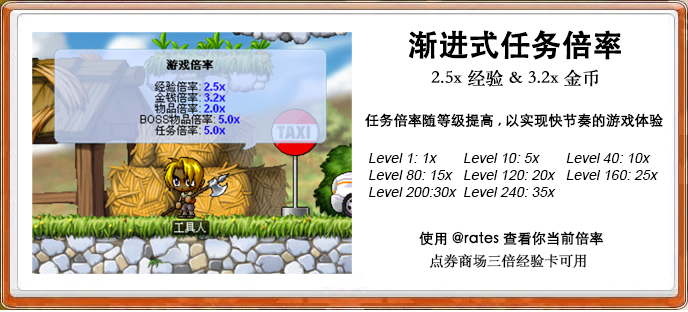 游戏倍率
经验倍率: 2.5x
金钱倍率: 3.2x
物品倍率: 2.0x
BOSS物品倍率: 5.0x
任务倍率: 5.0x
TAXI
工具人
渐进式任务倍率
2.5x 经验 & 3.2x 金币
任务倍率随等级提高，以实现快节奏的游戏体验
Level 1: 1x Level 10: 5x Level 40: 10x
Level 80: 15x Level 120: 20x Level 160: 25x
Level 200:30x Level 240: 35x
使用 @rates 查看你当前倍率
点券商场三倍经验卡可用